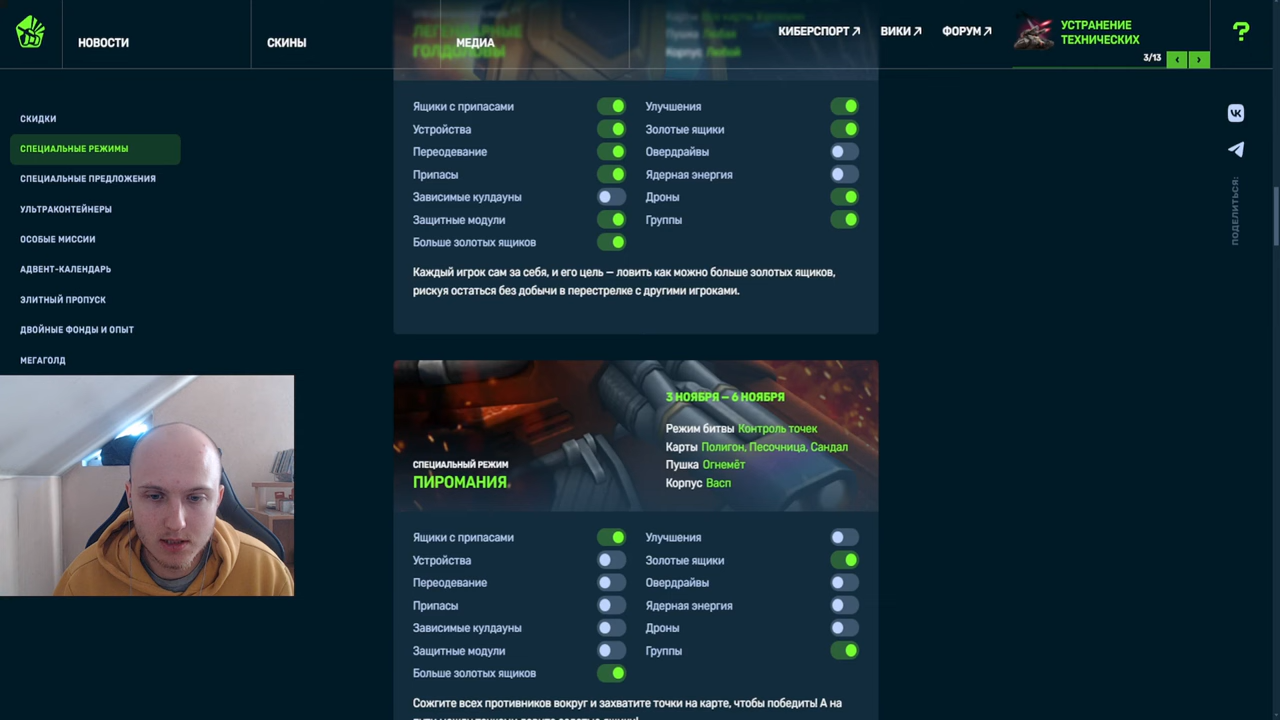 НОВОСТИ
СКИНЫ
МЕДИА
КИБЕРСПОРТ
ВИКИ
ФОРУМ
УСТРАНЕНИЕ
ТЕХНИЧЕСКИХ
3/13
?
СКИДКИ
СПЕЦИАЛЬНЫЕ РЕЖИМЫ
СПЕЦИАЛЬНЫЕ ПРЕДЛОЖЕНИЯ
УЛЬТРАКОНТЕЙНЕРЫ
ОСОБЫЕ МИССИИ
АДВЕНТ-КАЛЕНДАРЬ
ЭЛИТНЫЙ ПРОПУСК
ДВОЙНЫЕ ФОНДЫ И ОПЫТ
МЕГАГОЛД
ЛЕГЕНДАРНЫЕ
ГОЛДОЛОВЫ
Пушка Любая
Корпус Любой
Ящики с припасами
Улучшения
Устройства
Золотые ящики
Переодевание
Овердрайвы
Припасы
Ядерная энергия
Зависимые кулдауны
Дроны
Защитные модули
Группы
Больше золотых ящиков
Каждый игрок сам за себя, и его цель — ловить как можно больше золотых ящиков,
рискуя остаться без добычи в перестрелке с другими игроками.
3 НОЯБРЯ — 6 НОЯБРЯ
Режим битвы Контроль точек
Карты Полигон, Песочница, Сандал
Пушка Огнемёт
Корпус Васп
СПЕЦИАЛЬНЫЙ РЕЖИМ
ПИРОМАНИЯ
Ящики с припасами
Улучшения
Устройства
Золотые ящики
Переодевание
Овердрайвы
Припасы
Ядерная энергия
Зависимые кулдауны
Дроны
Защитные модули
Группы
Больше золотых ящиков
Сожгите всех противников вокруг и захватите точки на карте, чтобы победить! А на
ПОДЕЛИТЬСЯ: